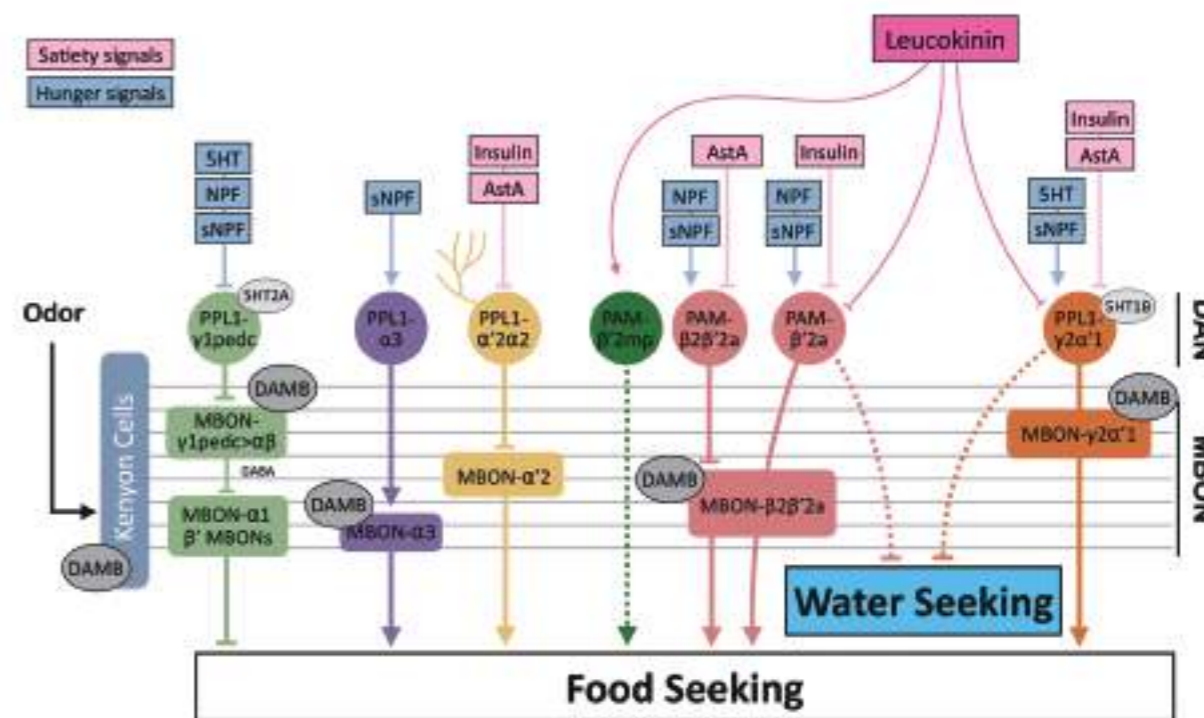 Leucokinin
Satiety signals
Hunger signals
Insulin
AstA
5HT
NPF
sNPF
sNPF
Insulin
AstA
AstA
NPF
sNPF
Insulin
NPF
sNPF
5HT
sNPF
Odor
PPL1-
γ1pedc
5HT2A
PPL1-
α3
PPL1-
α'2α2
PAM-
β'2mp
PAM-
β2β'2a
PAM-
β'2a
PPL1-
γ2α'1
5HT1B
DAN
Kenyon Cells
DAMB
DAMB
MBON-
γ1pedc>αβ
GABA
MBON-α1
β' MBONs
DAMB
MBON-α3
MBON-α'2
DAMB
MBON-β2β'2a
DAMB
MBON-γ2α'1
MBON
Water Seeking
Food Seeking